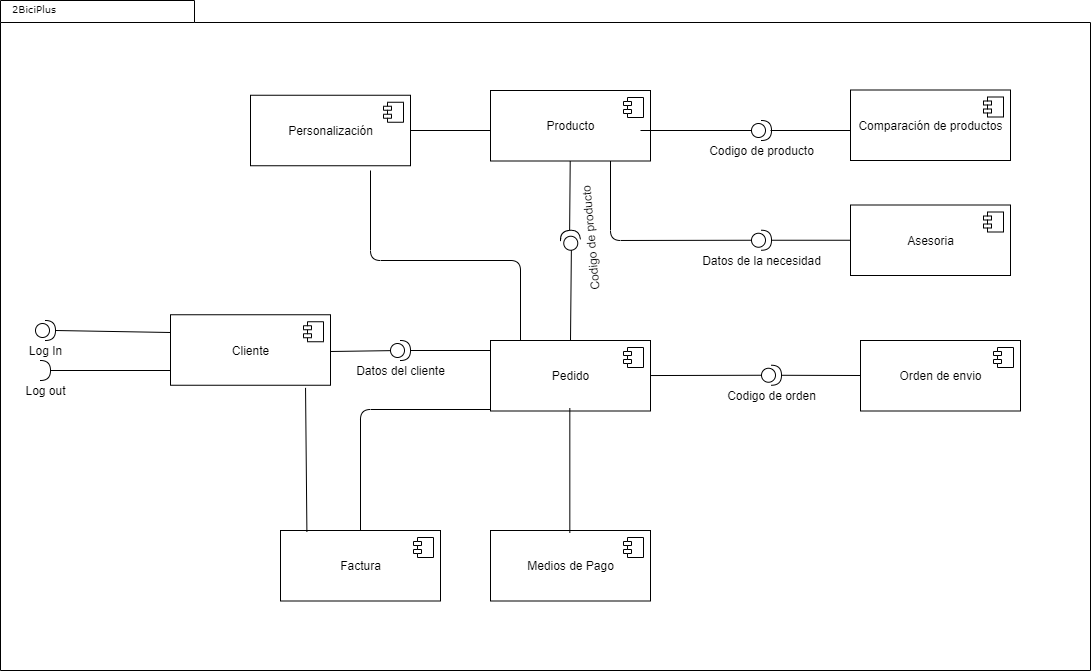 2BiciPlus
Personalización
Producto
Comparación de productos
Codigo de producto
Codigo de producto
Asesoria
Datos de la necesidad
Log In
Cliente
Datos del cliente
Pedido
Orden de envio
Log out
Codigo de orden
Factura
Medios de Pago